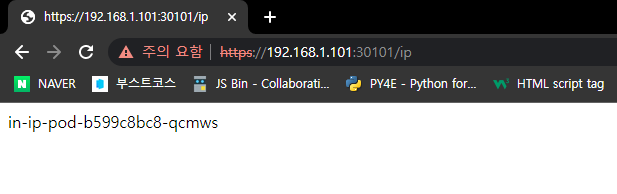 https://192.168.1.101:30101/ip
주의 요함 https://192.168.1.101:30101/ip
NAVER 부스트코스 JS Bin - Collaborati... PY4E - Python for... HTML script tag
in-ip-pod-b599c8bc8-qcmws